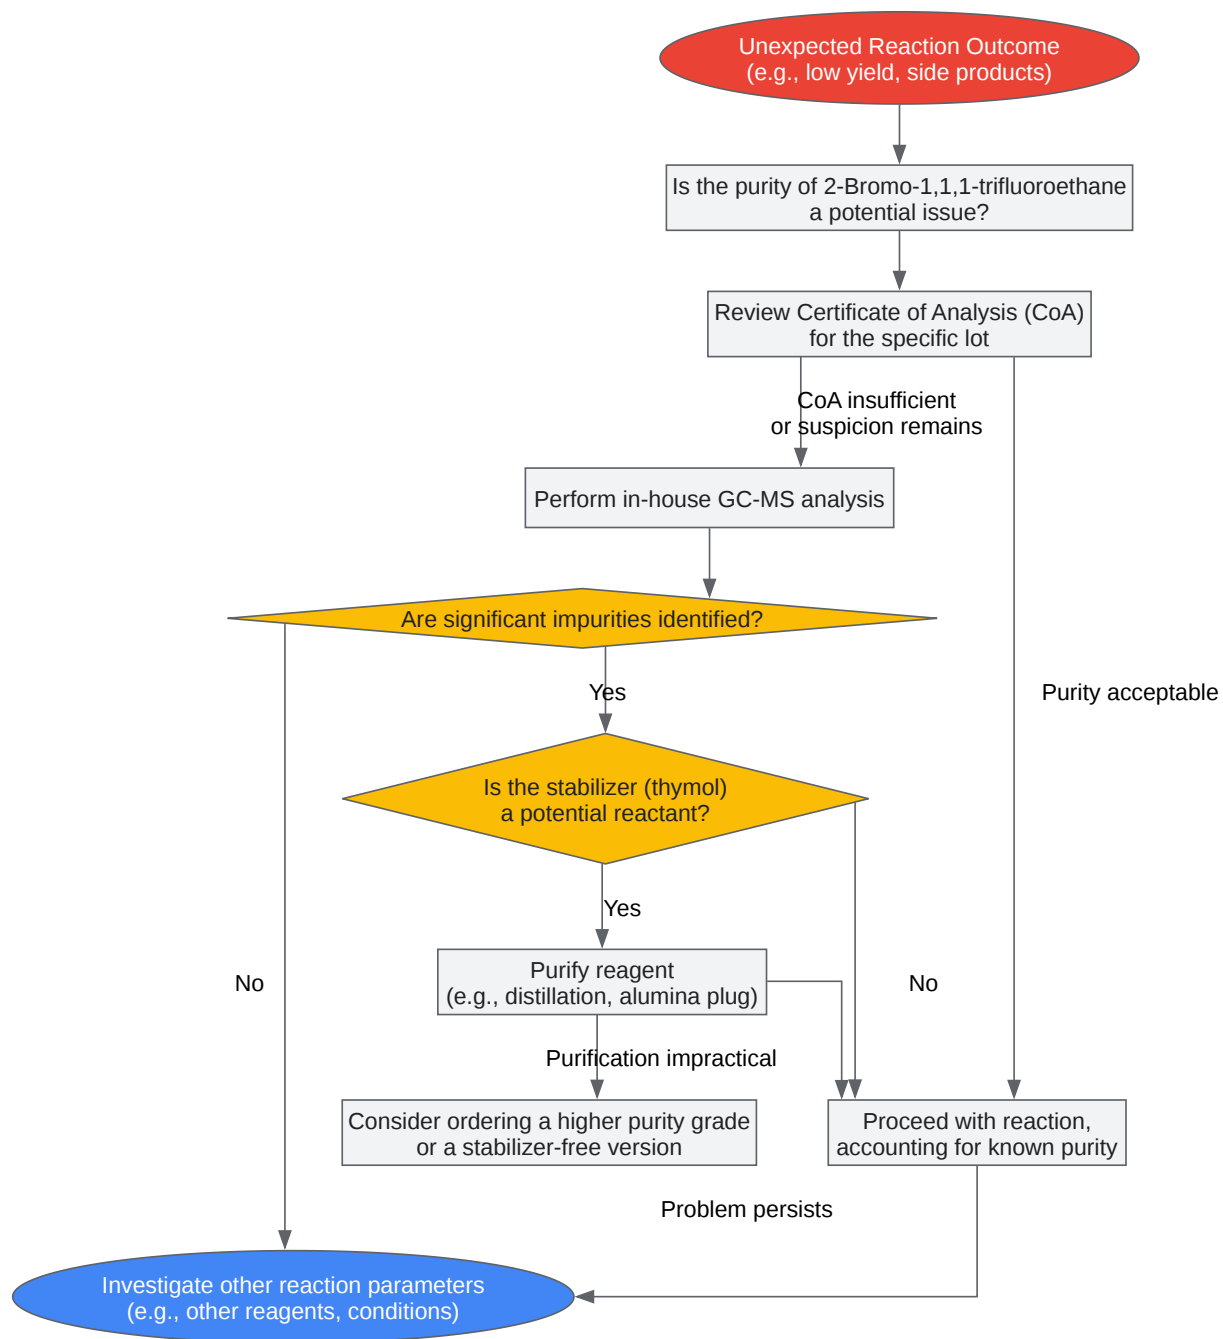 Unexpected Reaction Outcome
(e.g., low yield, side products)
Is the purity of 2-Bromo-1,1,1-trifluoroethane
a potential issue?
Review Certificate of Analysis (CoA)
for the specific lot
CoA insufficient
or suspicion remains
Perform in-house GC-MS analysis
Are significant impurities identified?
Yes
Purity acceptable
Is the stabilizer (thymol)
a potential reactant?
Yes
Purify reagent
(e.g., distillation, alumina plug)
No
No
Purification impractical
Consider ordering a higher purity grade
or a stabilizer-free version
Proceed with reaction,
accounting for known purity
Problem persists
Investigate other reaction parameters
(e.g., other reagents, conditions)